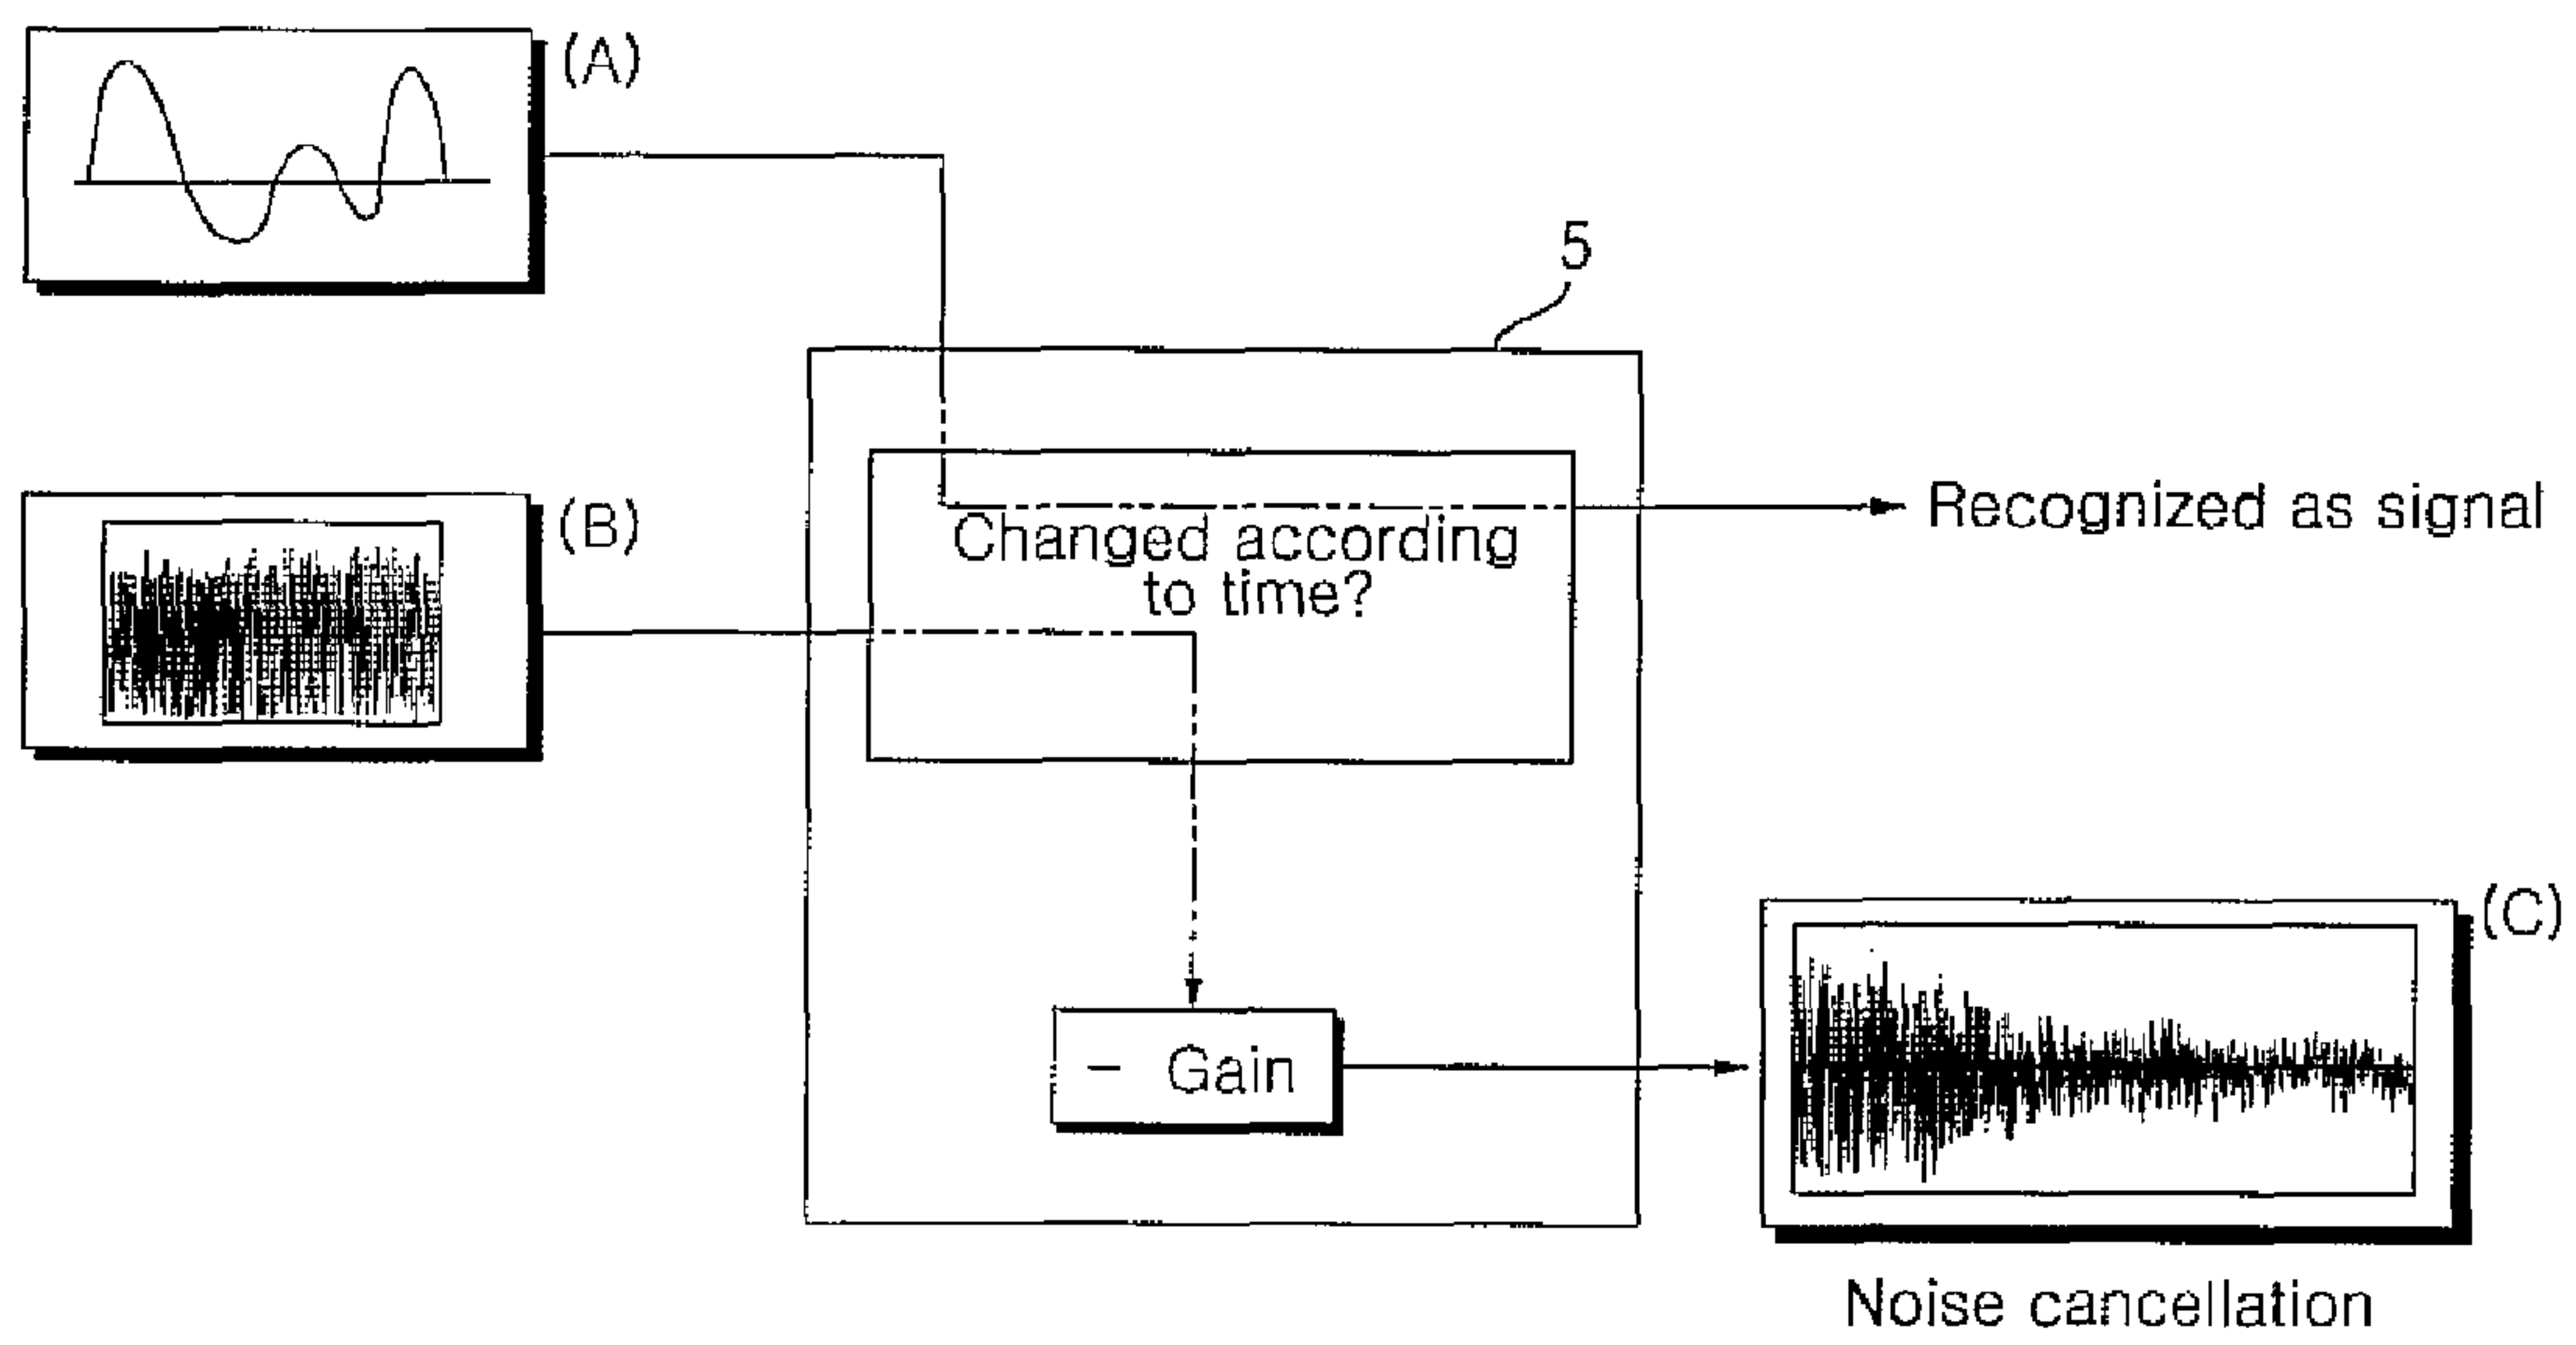 (A)
5
(B)
Recognized as signal
Changed according
to time?
(C)
− Gain
Noise cancellation